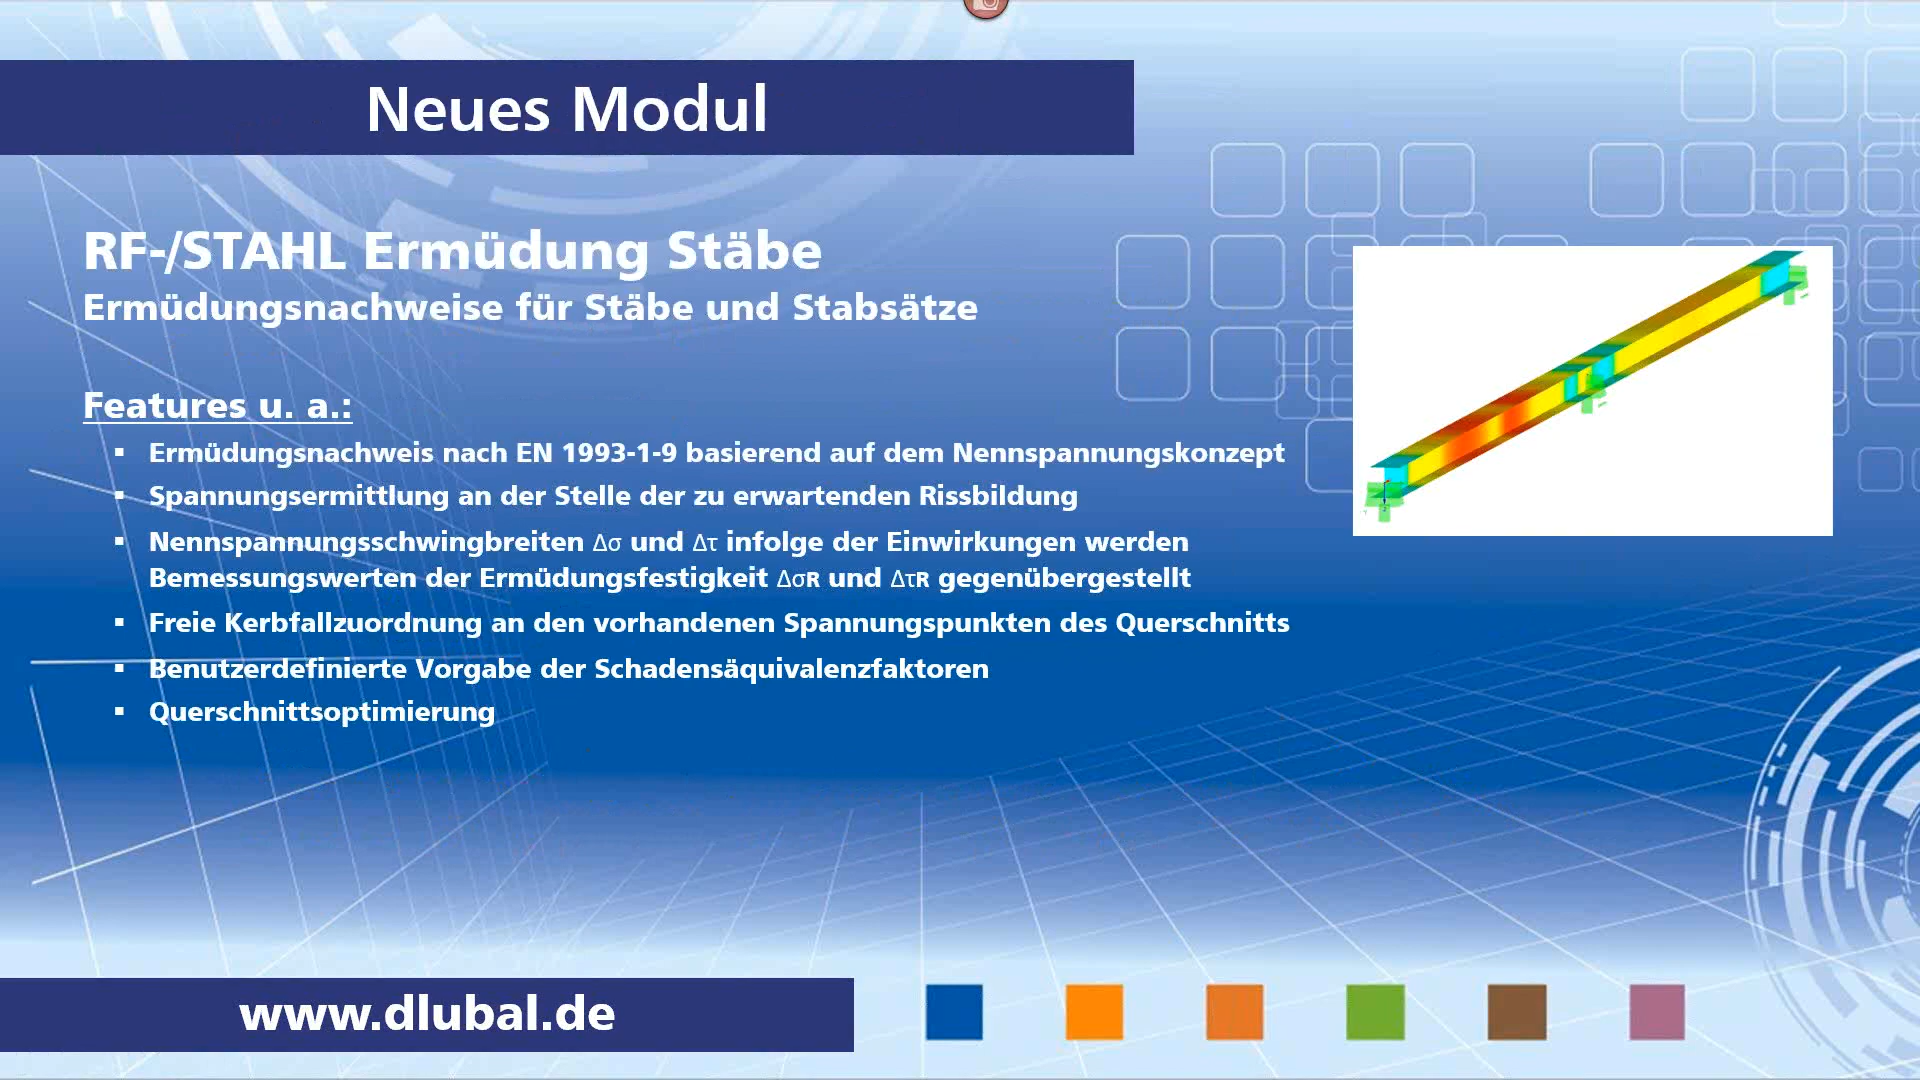 Neues Modul
RF-/STAHL Ermüdung Stäbe
Ermüdungsnachweise für Stäbe und Stabsätze
Features u. a.:
▪ Ermüdungsnachweis nach EN 1993-1-9 basierend auf dem Nennspannungskonzept
▪ Spannungsermittlung an der Stelle der zu erwartenden Rissbildung
▪ Nennspannungsschwingbreiten Δσ und Δτ infolge der Einwirkungen werden
Bemessungswerten der Ermüdungsfestigkeit ΔσR und ΔτR gegenübergestellt
▪ Freie Kerbfallzuordnung an den vorhandenen Spannungspunkten des Querschnitts
▪ Benutzerdefinierte Vorgabe der Schadensäquivalenzfaktoren
▪ Querschnittsoptimierung
www.dlubal.de